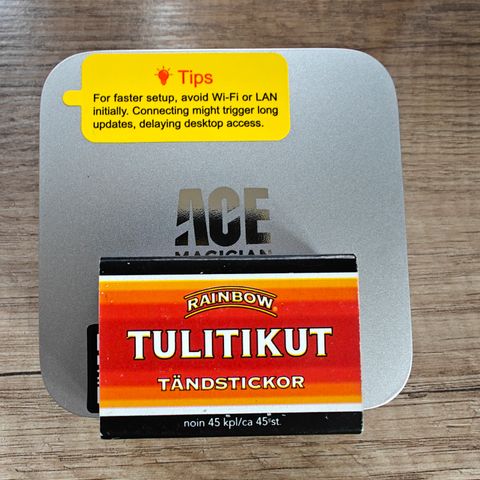 Tips
For faster setup, avoid Wi-Fi or LAN
initially. Connecting might trigger long
updates, delaying desktop access.
ACE
MAGICIAN
RAINBOW
TULITIKUT
TÄNDSTICKOR
noin 45 kpl/ca 45 st.